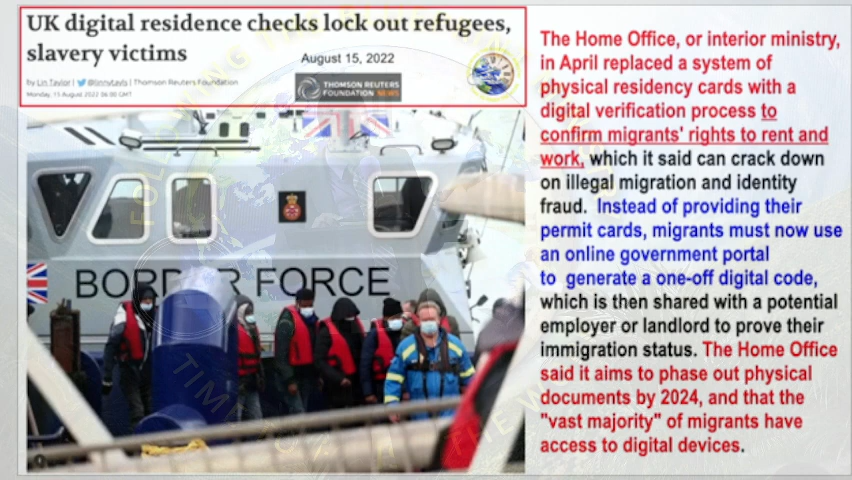 UK digital residence checks lock out refugees,
slavery victims
August 15, 2022
by Lin Taylor | @linnytayls | Thomson Reuters Foundation
Monday, 15 August 2022 06:00 GMT
THOMSON REUTERS
FOUNDATION NEWS
BORDER FORCE
The Home Office, or interior ministry,
in April replaced a system of
physical residency cards with a
digital verification process to
confirm migrants' rights to rent and
work, which it said can crack down
on illegal migration and identity
fraud. Instead of providing their
permit cards, migrants must now use
an online government portal
to generate a one-off digital code,
which is then shared with a potential
employer or landlord to prove their
immigration status. The Home Office
said it aims to phase out physical
documents by 2024, and that the
"vast majority" of migrants have
access to digital devices.